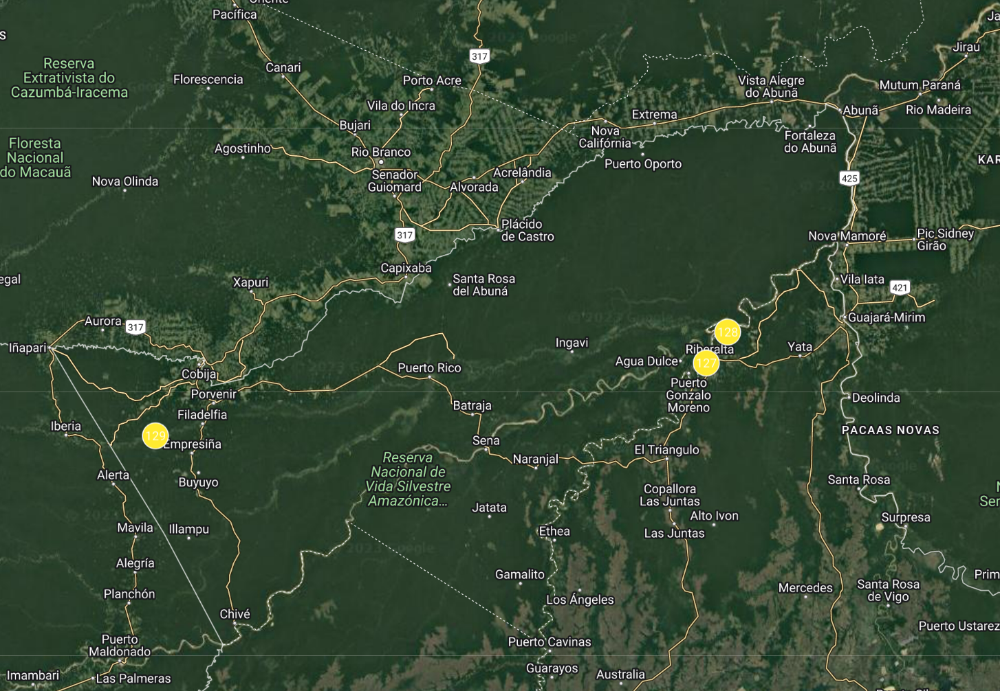 Pacífica
317
Jirau
Canari
Reserva
Extrativista do
Cazumbá-Iracema
Florescencia
Porto Acre
Vista Alegre
do Abunã
Mutum Paraná
Vila do Incra
Abunã
Rio Madeira
Extrema
Bujari
Nova
Califórnia
Fortaleza
do Abunã
Floresta
Nacional
do Macauã
Agostinho
Rio Branco
Puerto Oporto
KAR
Senador
Guiomard
Alvorada
Acrelândia
Nova Olinda
425
Plácido
de Castro
317
Nova Mamoré
Pic Sidney
Girão
Capixaba
egal
Xapuri
Santa Rosa
del Abuná
Vila Iata
421
Aurora
317
Guajará-Mirim
128
Iñapari
Ingavi
Riberalta
Yata
Agua Dulce
127
Cobija
Puerto Rico
Puerto
Gonzalo
Moreno
Porvenir
Deolinda
Filadelfia
Batraja
Iberia
129
Empresiña
Sena
PACAAS NOVAS
El Triangulo
Naranjal
Reserva
Nacional de
Vida Silvestre
Amazónica...
Alerta
Buyuyo
Santa Rosa
Copallora
Las Juntas
Jatata
Alto Ivon
Surpresa
Mavila
Illampu
Ethea
Las Juntas
Alegría
Gamalito
Prim
Planchón
Los Ángeles
Mercedes
Santa Rosa
de Vigo
Chivé
Puerto Ustarez
Puerto
Maldonado
Puerto Cavinas
Guarayos
Imambari
Las Palmeras
Australia